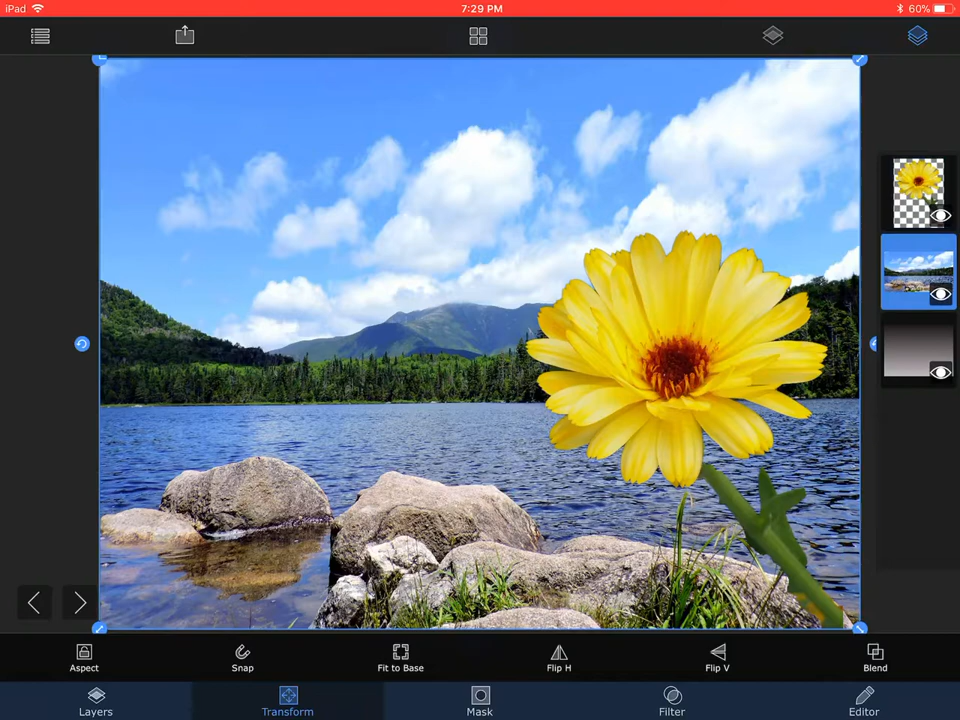 iPad 7:29 PM 60%
Aspect Snap Fit to Base Flip H Flip V Blend
Layers Transform Mask Filter Editor